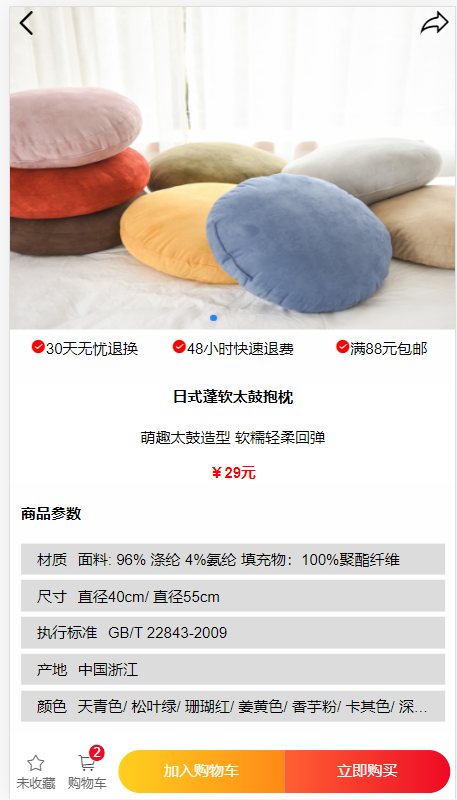 30天无忧退换 48小时快速退费 满88元包邮
日式蓬软太鼓抱枕
萌趣太鼓造型 软糯轻柔回弹
￥29元
商品参数
材质 面料: 96% 涤纶 4%氨纶 填充物：100%聚酯纤维
尺寸 直径40cm/ 直径55cm
执行标准 GB/T 22843-2009
产地 中国浙江
颜色 天青色/ 松叶绿/ 珊瑚红/ 姜黄色/ 香芋粉/ 卡其色/ 深...
2
未收藏 购物车 加入购物车 立即购买